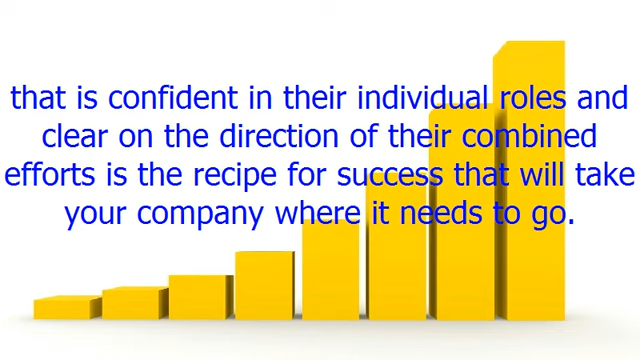 that is confident in their individual roles and
clear on the direction of their combined
efforts is the recipe for success that will take
your company where it needs to go.